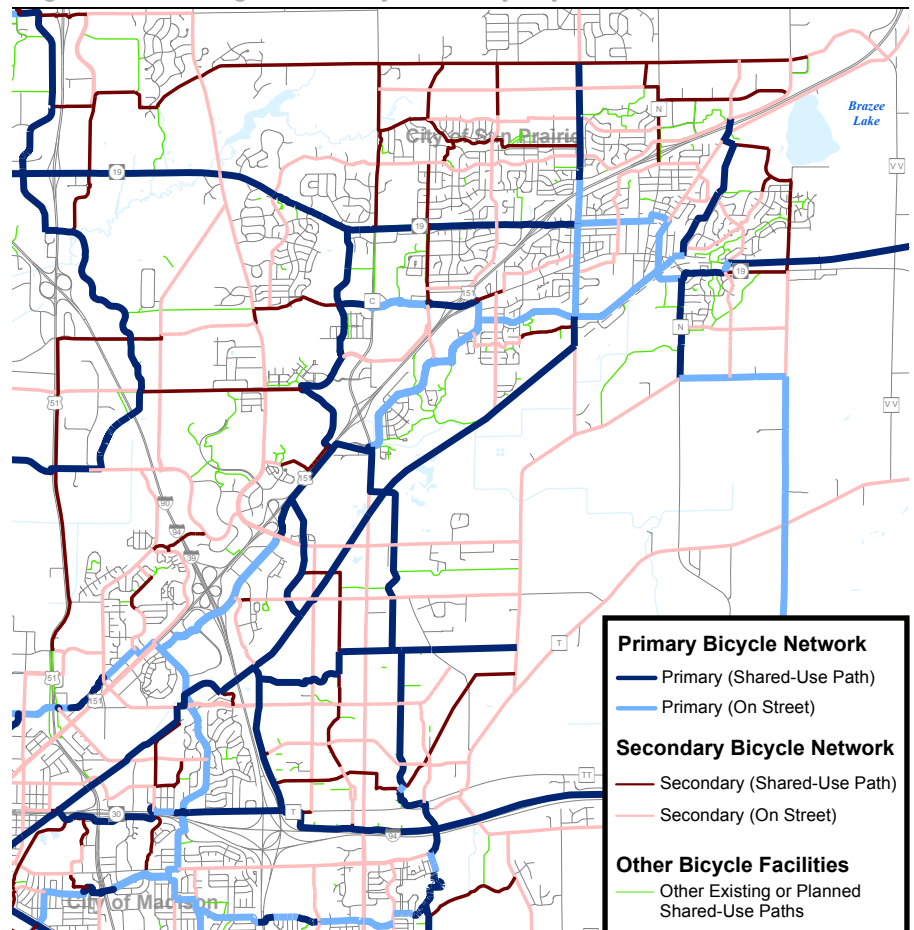 Brazee
Lake
City of Sun Prairie
N
19
V V
19
19
151
C
N
51
V V
151
90
94
39
T
51
151
TT
30
T
94
City of Madison
Primary Bicycle Network
Primary (Shared-Use Path)
Primary (On Street)
Secondary Bicycle Network
Secondary (Shared-Use Path)
Secondary (On Street)
Other Bicycle Facilities
Other Existing or Planned
Shared-Use Paths